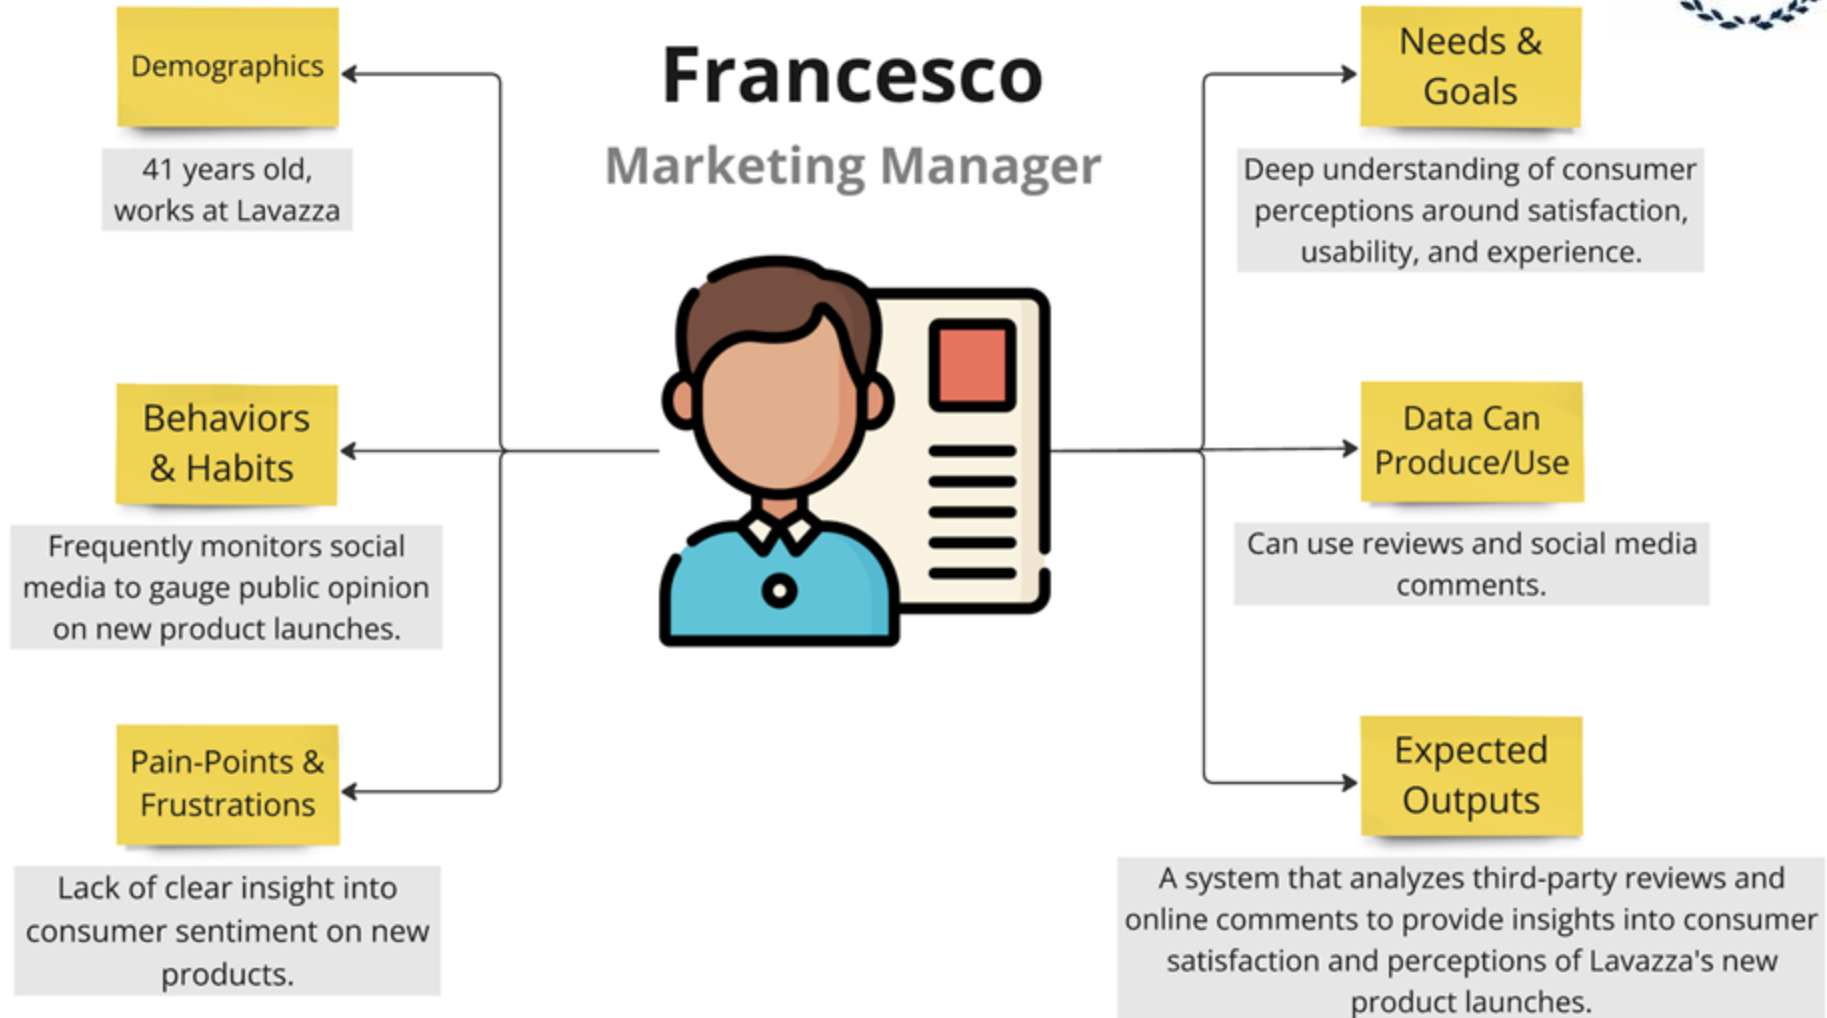 Francesco
Marketing Manager
Demographics
41 years old,
works at Lavazza
Behaviors
& Habits
Frequently monitors social
media to gauge public opinion
on new product launches.
Pain-Points &
Frustrations
Lack of clear insight into
consumer sentiment on new
products.
Needs &
Goals
Deep understanding of consumer
perceptions around satisfaction,
usability, and experience.
Data Can
Produce/Use
Can use reviews and social media
comments.
Expected
Outputs
A system that analyzes third-party reviews and
online comments to provide insights into consumer
satisfaction and perceptions of Lavazza's new
product launches.